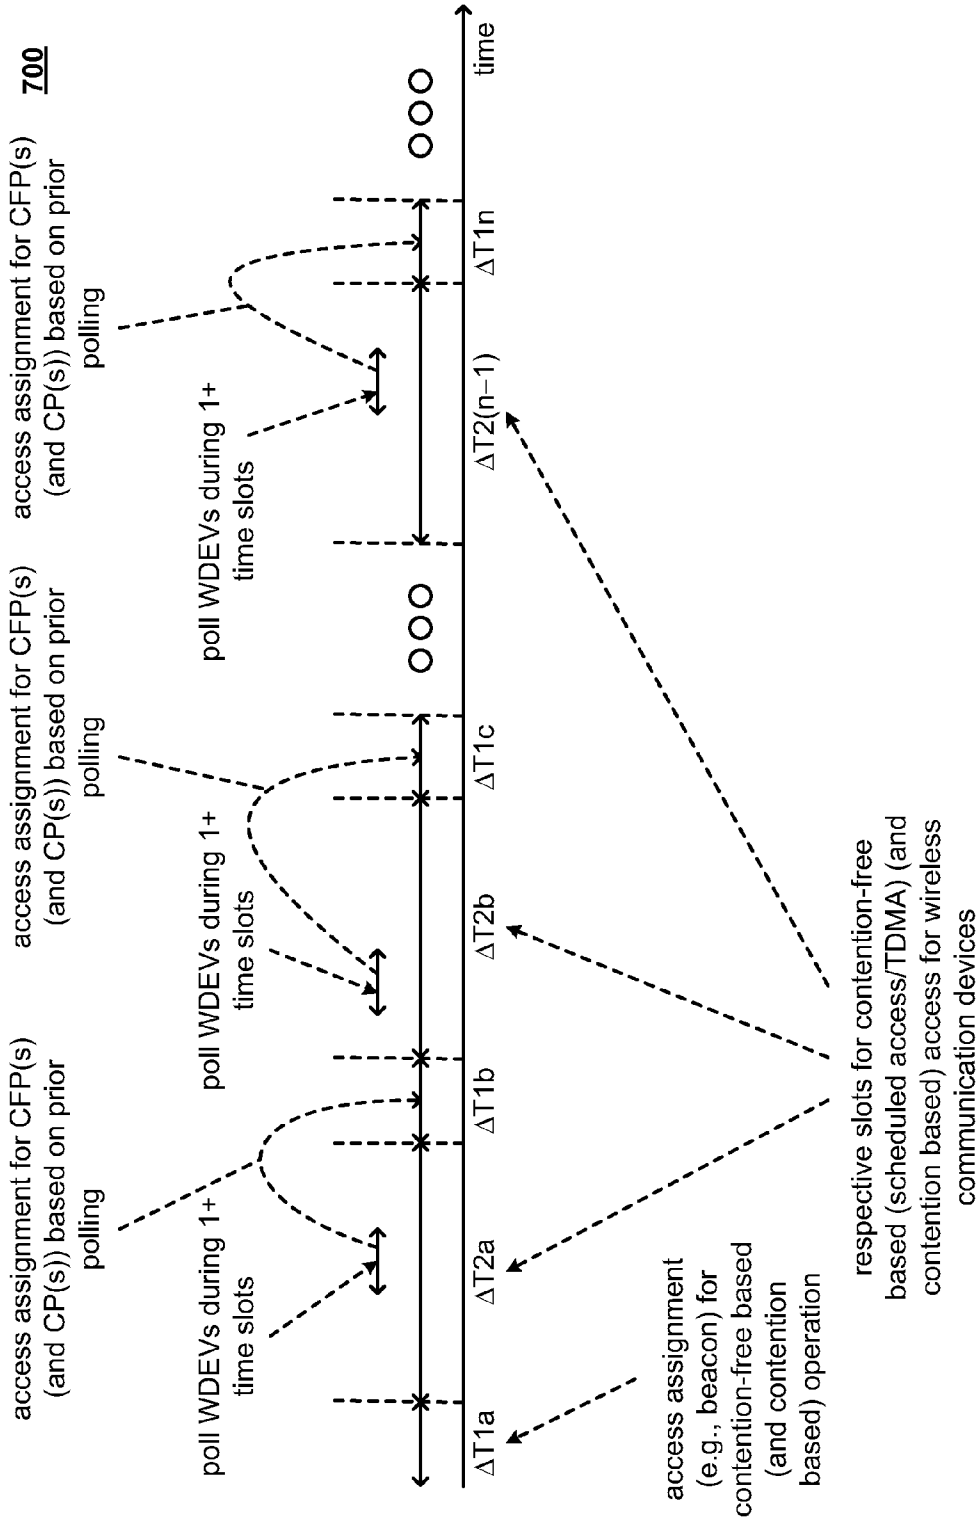 700
access assignment for CFP(s)
(and CP(s)) based on prior
polling
access assignment for CFP(s)
(and CP(s)) based on prior
polling
access assignment for CFP(s)
(and CP(s)) based on prior
polling
poll WDEVs during 1+
time slots
poll WDEVs during 1+
time slots
poll WDEVs during 1+
time slots
ΔT1a
ΔT2a
ΔT1b
ΔT2b
ΔT1c
ΔT2(n−1)
ΔT1n
time
access assignment
(e.g., beacon) for
contention-free based
(and contention
based) operation
respective slots for contention-free
based (scheduled access/TDMA) (and
contention based) access for wireless
communication devices